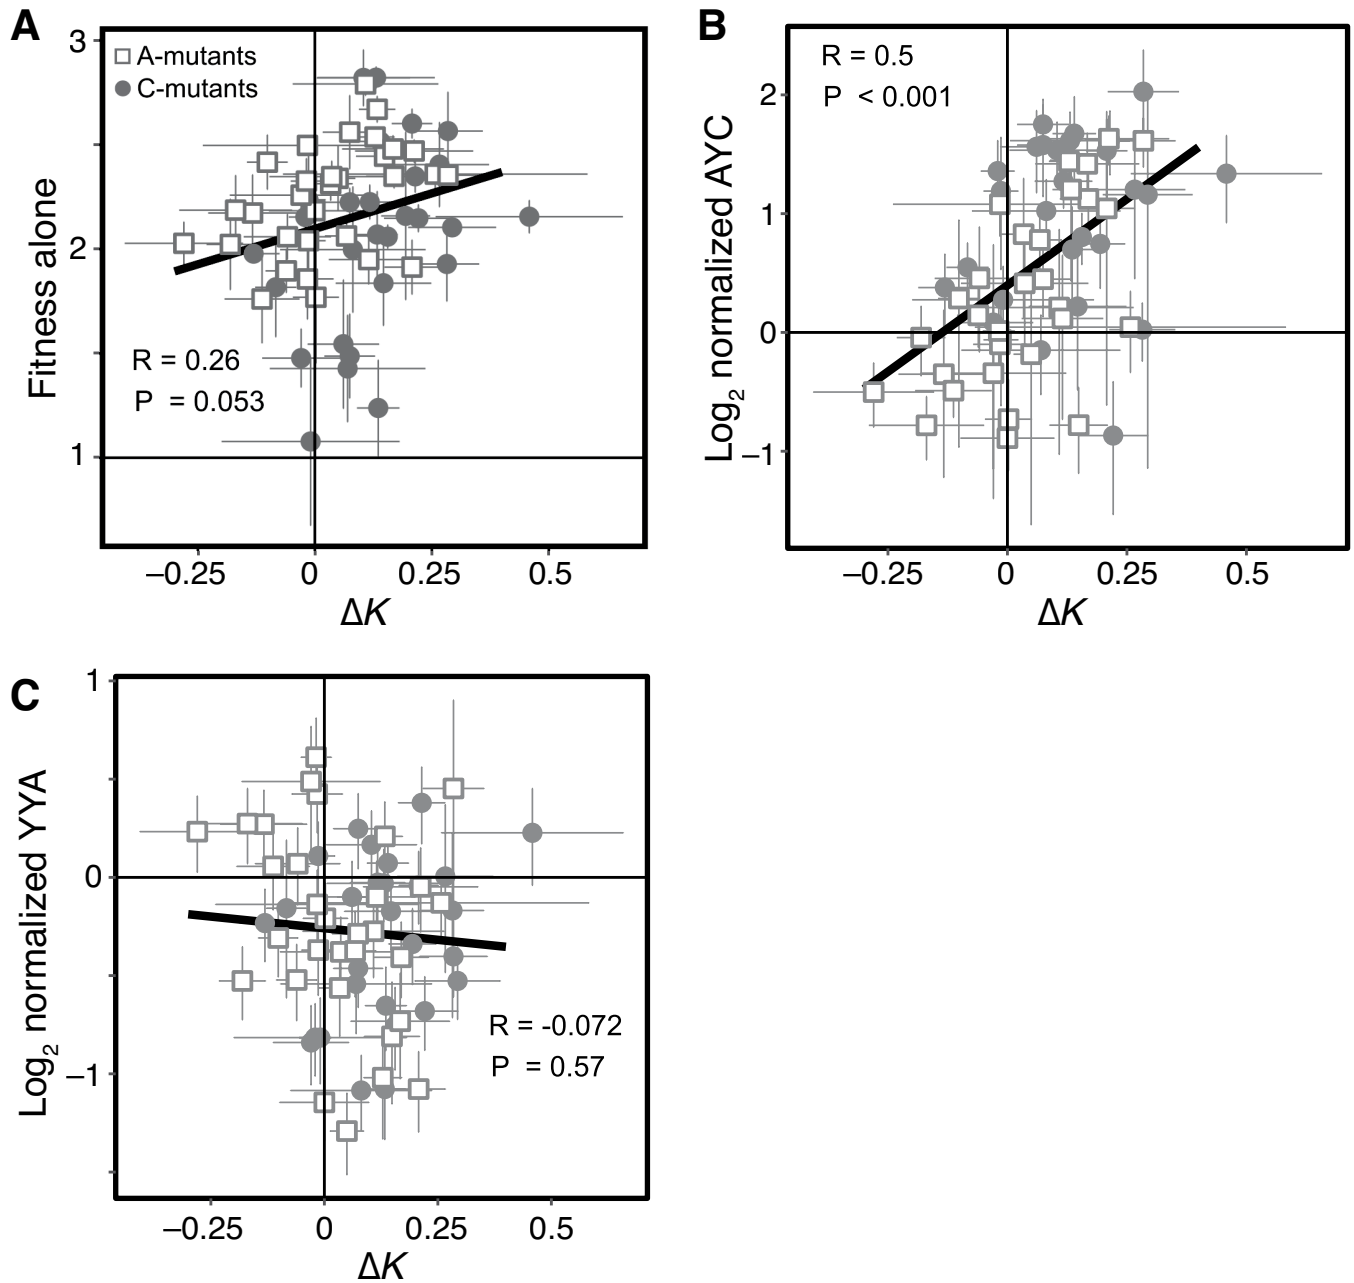 A
3
2
1
Fitness alone
A-mutants
C-mutants
R = 0.26
P = 0.053
−0.25 0 0.25 0.5
ΔK
B
2
1
0
−1
Log2 normalized AYC
R = 0.5
P < 0.001
−0.25 0 0.25 0.5
ΔK
C
1
0
−1
Log2 normalized YYA
R = -0.072
P = 0.57
−0.25 0 0.25 0.5
ΔK